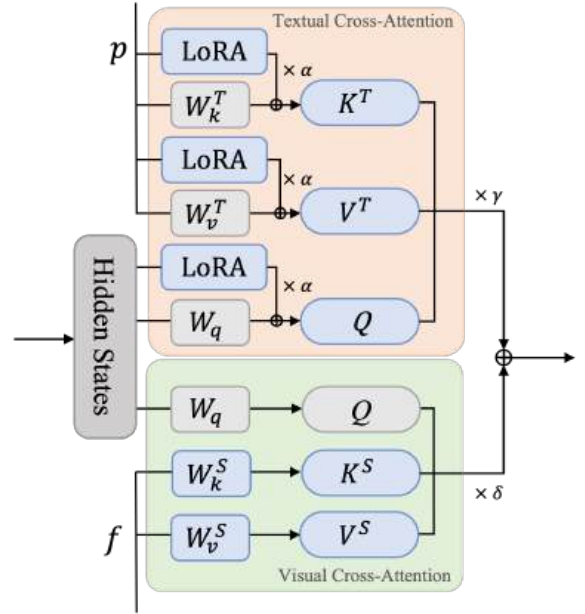 Textual Cross-Attention
p
LoRA
× α
W_k^T
⊕
K^T
LoRA
× α
W_v^T
⊕
V^T
× γ
Hidden States
LoRA
× α
W_q
⊕
Q
⊕
W_q
Q
W_k^S
K^S
× δ
f
W_v^S
V^S
Visual Cross-Attention